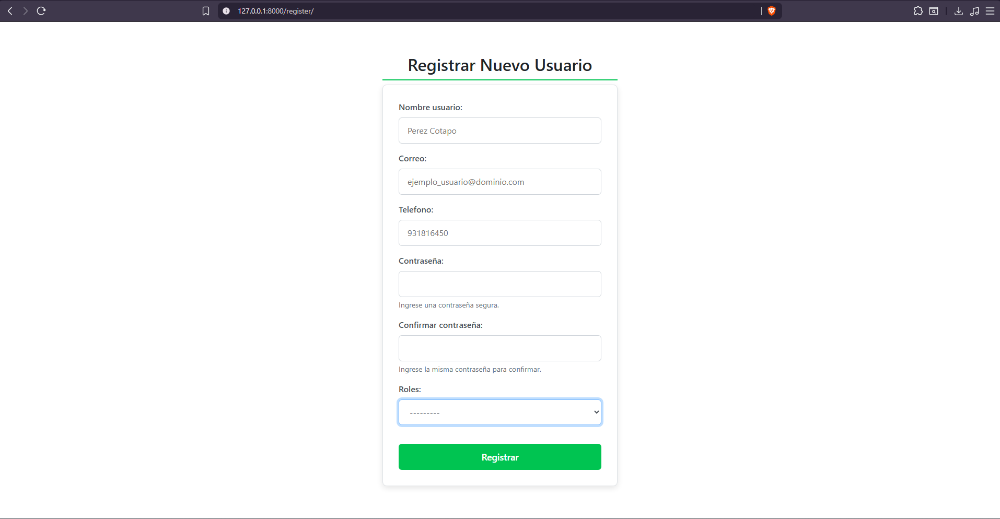 127.0.0.1:8000/register/
Registrar Nuevo Usuario
Nombre usuario:
Perez Cotapo
Correo:
ejemplo_usuario@dominio.com
Telefono:
931816450
Contraseña:
Ingrese una contraseña segura.
Confirmar contraseña:
Ingrese la misma contraseña para confirmar.
Roles:
---------
Registrar